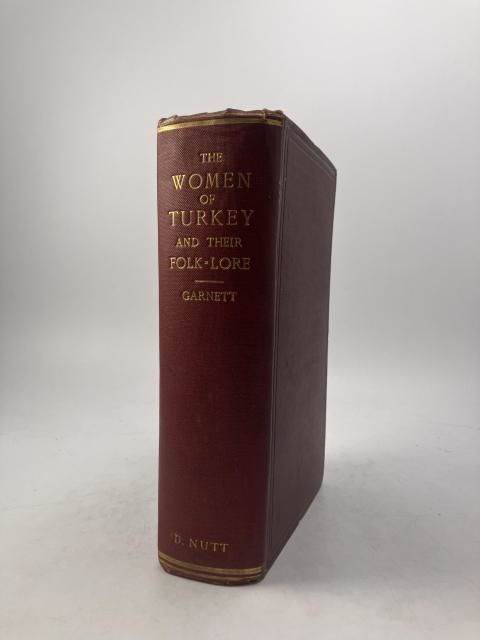 THE
WOMEN
OF
TURKEY
AND THEIR
FOLK-LORE
GARNETT
D. NUTT